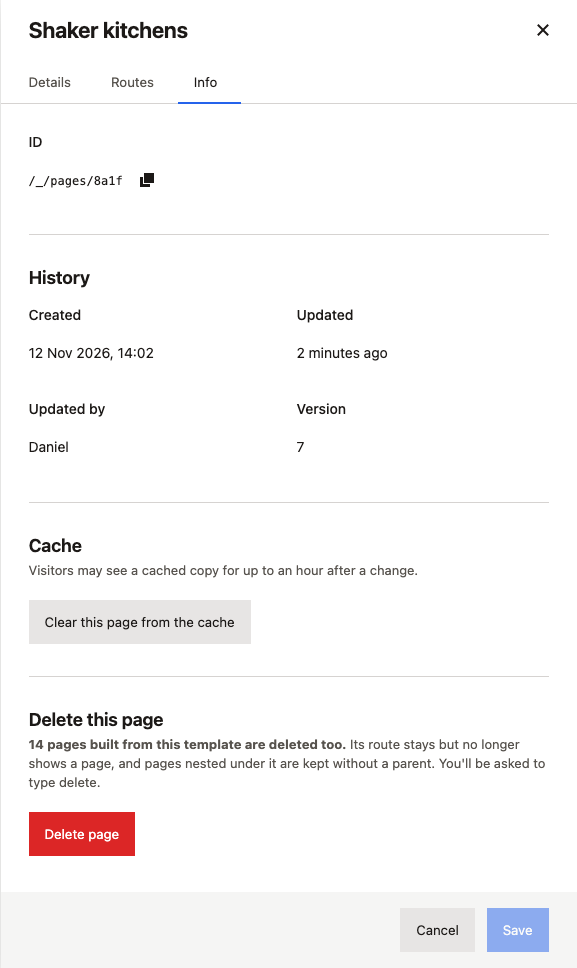 Shaker kitchens
Details
Routes
Info
ID
/_/pages/8a1f
History
Created
Updated
12 Nov 2026, 14:02
2 minutes ago
Updated by
Version
Daniel
7
Cache
Visitors may see a cached copy for up to an hour after a change.
Clear this page from the cache
Delete this page
14 pages built from this template are deleted too. Its route stays but no longer
shows a page, and pages nested under it are kept without a parent. You'll be asked to
type delete.
Delete page
Cancel
Save